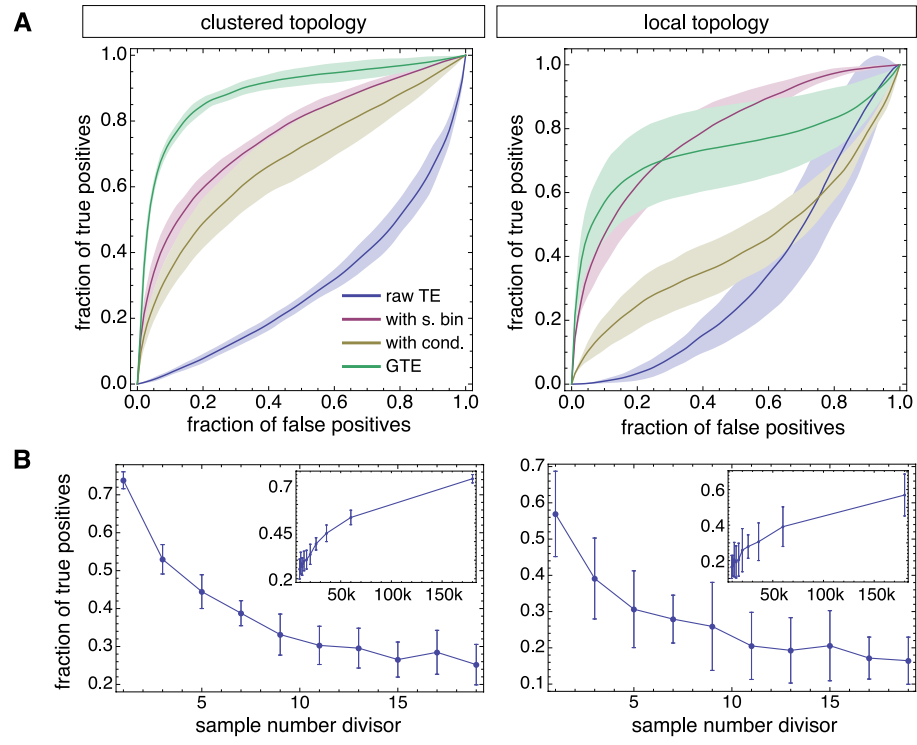 A
clustered topology
local topology
fraction of true positives
1.0
0.8
0.6
0.4
0.2
0.0
0.0 0.2 0.4 0.6 0.8 1.0
fraction of false positives
raw TE
with s. bin
with cond.
GTE
fraction of true positives
1.0
0.8
0.6
0.4
0.2
0.0
0.0 0.2 0.4 0.6 0.8 1.0
fraction of false positives
B
fraction of true positives
0.7
0.6
0.5
0.4
0.3
0.2
5 10 15
sample number divisor
0.7
0.45
0.2
50k 100k 150k
0.7
0.6
0.5
0.4
0.3
0.2
0.1
5 10 15
sample number divisor
0.6
0.4
0.2
50k 100k 150k